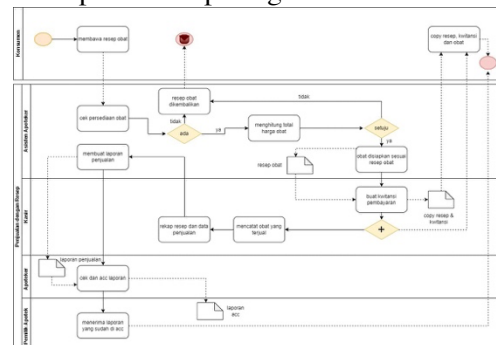 Konsumen
membawa resep obat
copy resep, kwitansi
dan obat
Penjualan dengan Resep
Asisten Apoteker
resep obat
dikembalikan
tidak
cek persediaan obat
tidak
ada
ya
menghitung total
harga obat
setuju
ya
membuat laporan
penjualan
resep obat
obat disiapkan sesuai
resep obat
Kasir
buat kwitansi
pembayaran
copy resep &
kwitansi
rekap resep dan data
penjualan
mencatat obat yang
terjual
Apoteker
laporan penjualan
cek dan acc laporan
laporan
acc
Pemilik Apotek
menerima laporan
yang sudah di acc